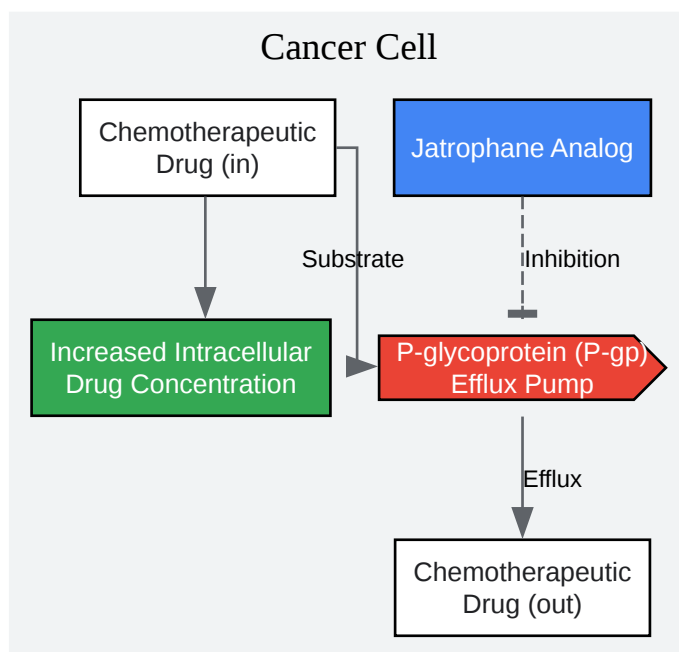 Cancer Cell
Chemotherapeutic
Drug (in)
Jatrophane Analog
Substrate
Inhibition
Increased Intracellular
Drug Concentration
P-glycoprotein (P-gp)
Efflux Pump
Efflux
Chemotherapeutic
Drug (out)